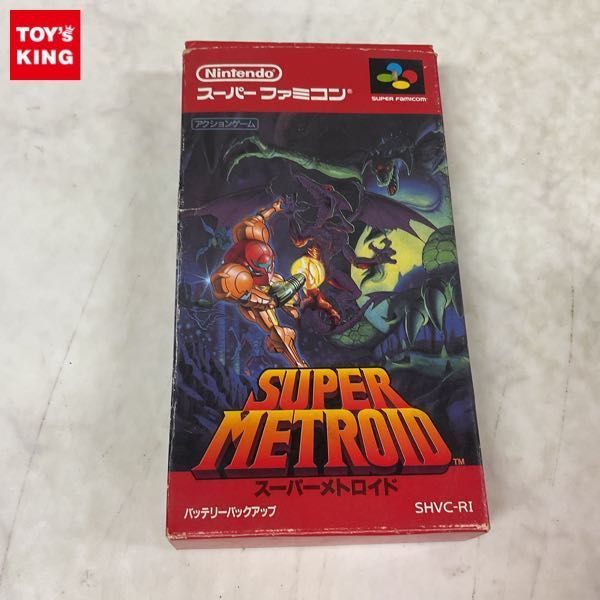 TOY'S
KING
Nintendo
スーパーファミコン®
SUPER FAMICOM™
アクションゲーム
SUPER
METROID™
スーパーメトロイド
バッテリーバックアップ
SHVC-RI